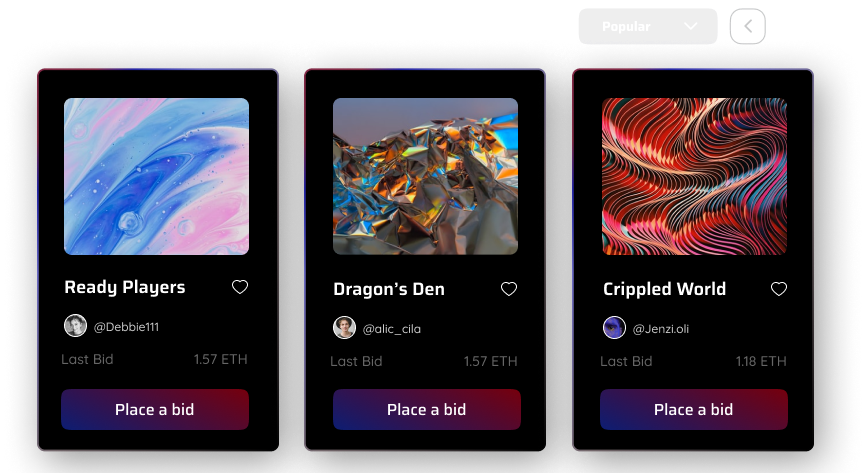 Popular
Ready Players
@Debbie111
Last Bid 1.57 ETH
Place a bid
Dragon’s Den
@alic_cila
Last Bid 1.57 ETH
Place a bid
Crippled World
@Jenzi.oli
Last Bid 1.18 ETH
Place a bid